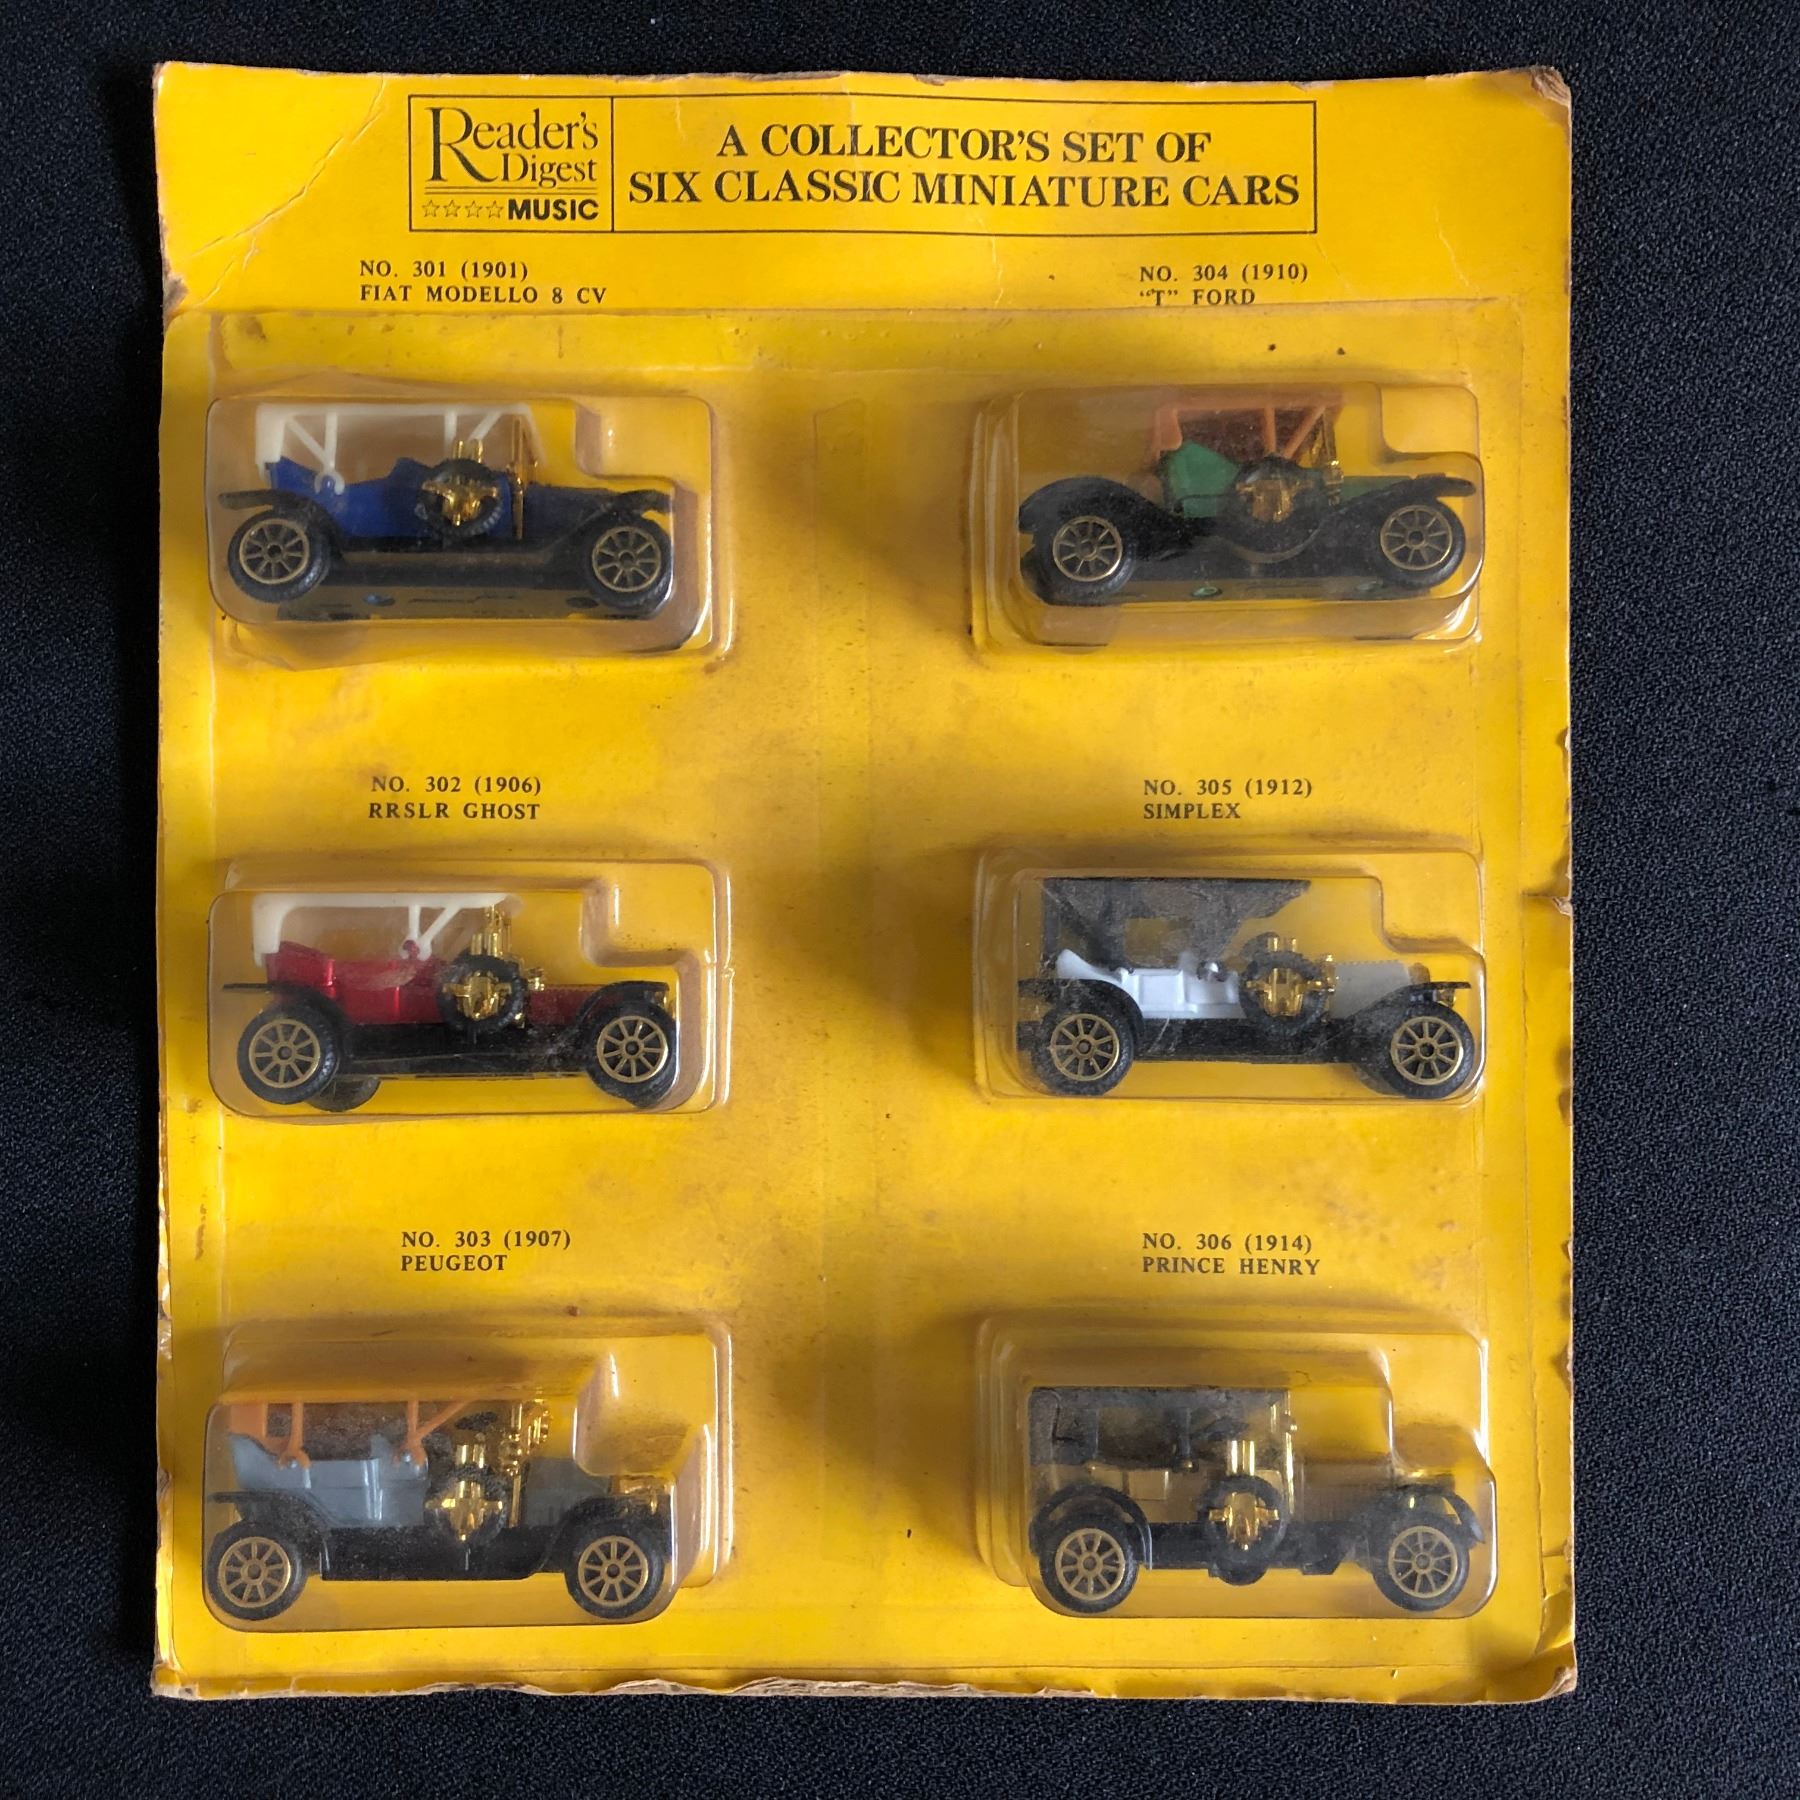 Reader's
Digest
☆☆☆☆MUSIC
A COLLECTOR'S SET OF
SIX CLASSIC MINIATURE CARS
NO. 301 (1901)
FIAT MODELLO 8 CV
NO. 304 (1910)
“T” FORD
NO. 302 (1906)
RRSLR GHOST
NO. 305 (1912)
SIMPLEX
NO. 303 (1907)
PEUGEOT
NO. 306 (1914)
PRINCE HENRY